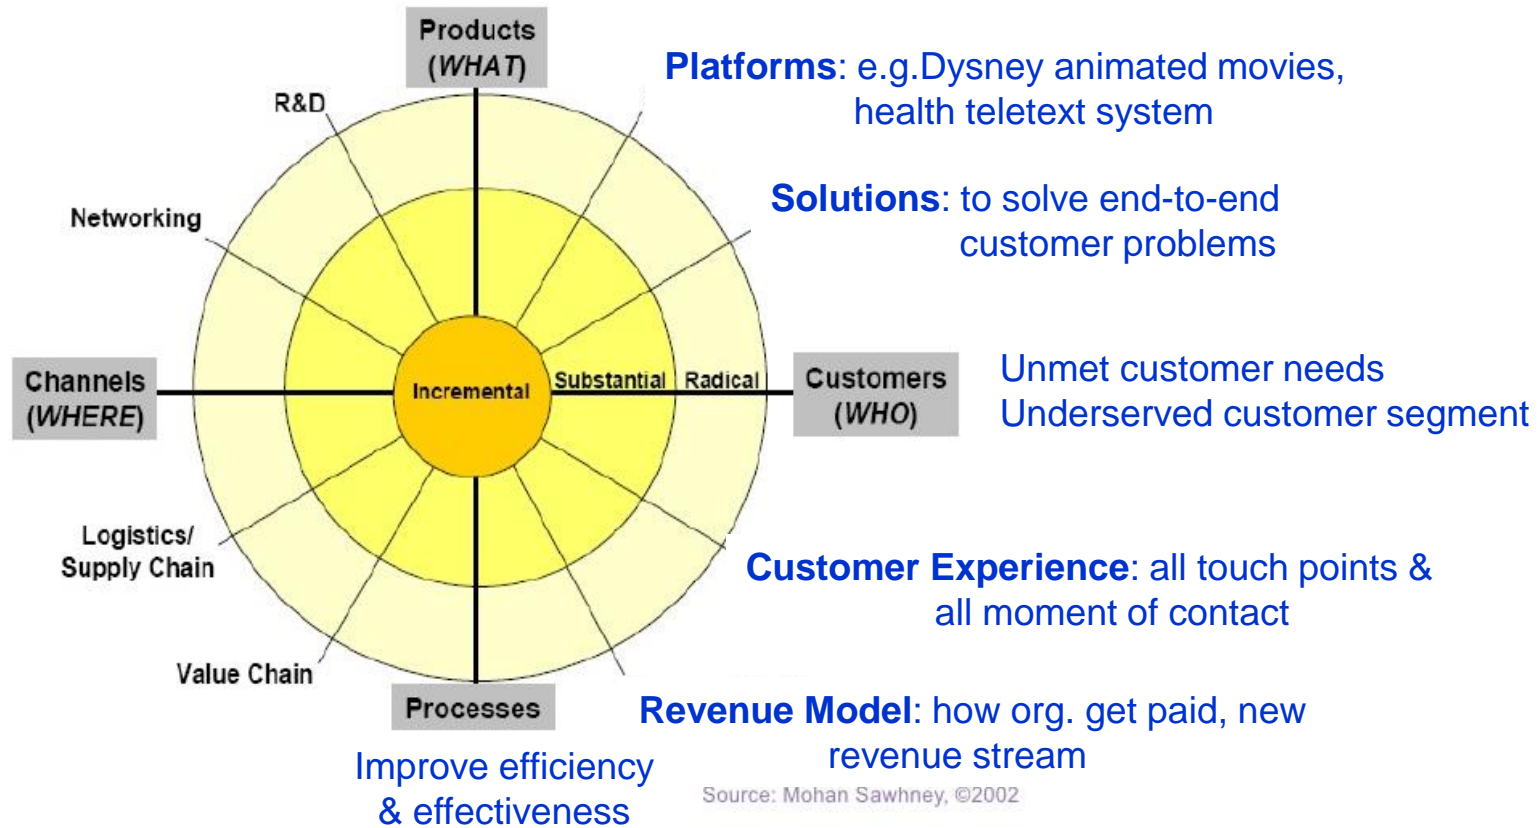 Products
(WHAT)
Platforms: e.g.Dysney animated movies,
health teletext system
R&D
Solutions: to solve end-to-end
customer problems
Networking
Channels
(WHERE)
Incremental
Substantial
Radical
Customers
(WHO)
Unmet customer needs
Underserved customer segment
Logistics/
Supply Chain
Customer Experience: all touch points &
all moment of contact
Value Chain
Processes
Revenue Model: how org. get paid, new
revenue stream
Improve efficiency
& effectiveness
Source: Mohan Sawhney, ©2002